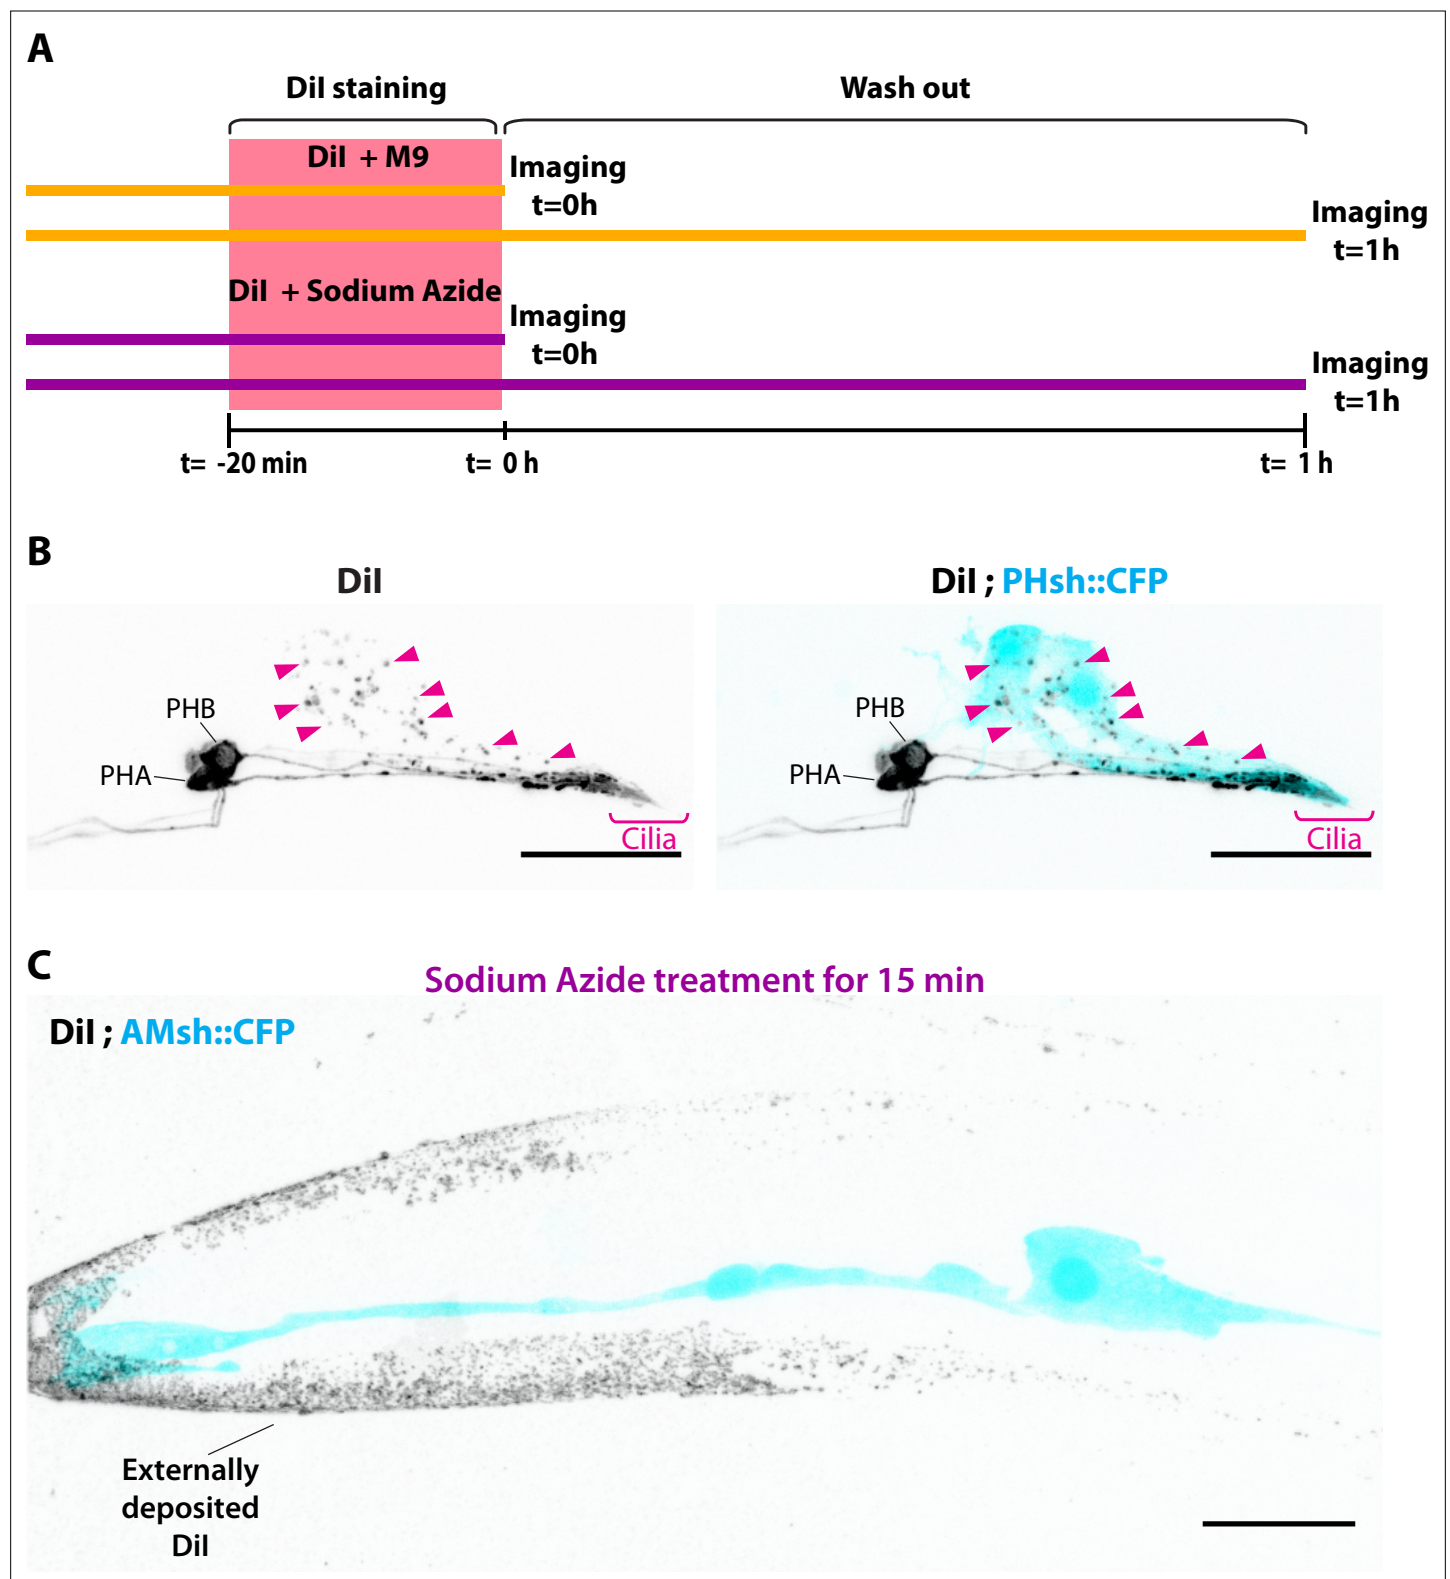 A
DiI staining
Wash out
DiI + M9
Imaging
t=0h
Imaging
t=1h
DiI + Sodium Azide
Imaging
t=0h
Imaging
t=1h
t= -20 min
t= 0 h
t= 1 h
B
DiI
DiI ; PHsh::CFP
PHB
PHA
Cilia
PHB
PHA
Cilia
C
Sodium Azide treatment for 15 min
DiI ; AMsh::CFP
Externally
deposited
DiI